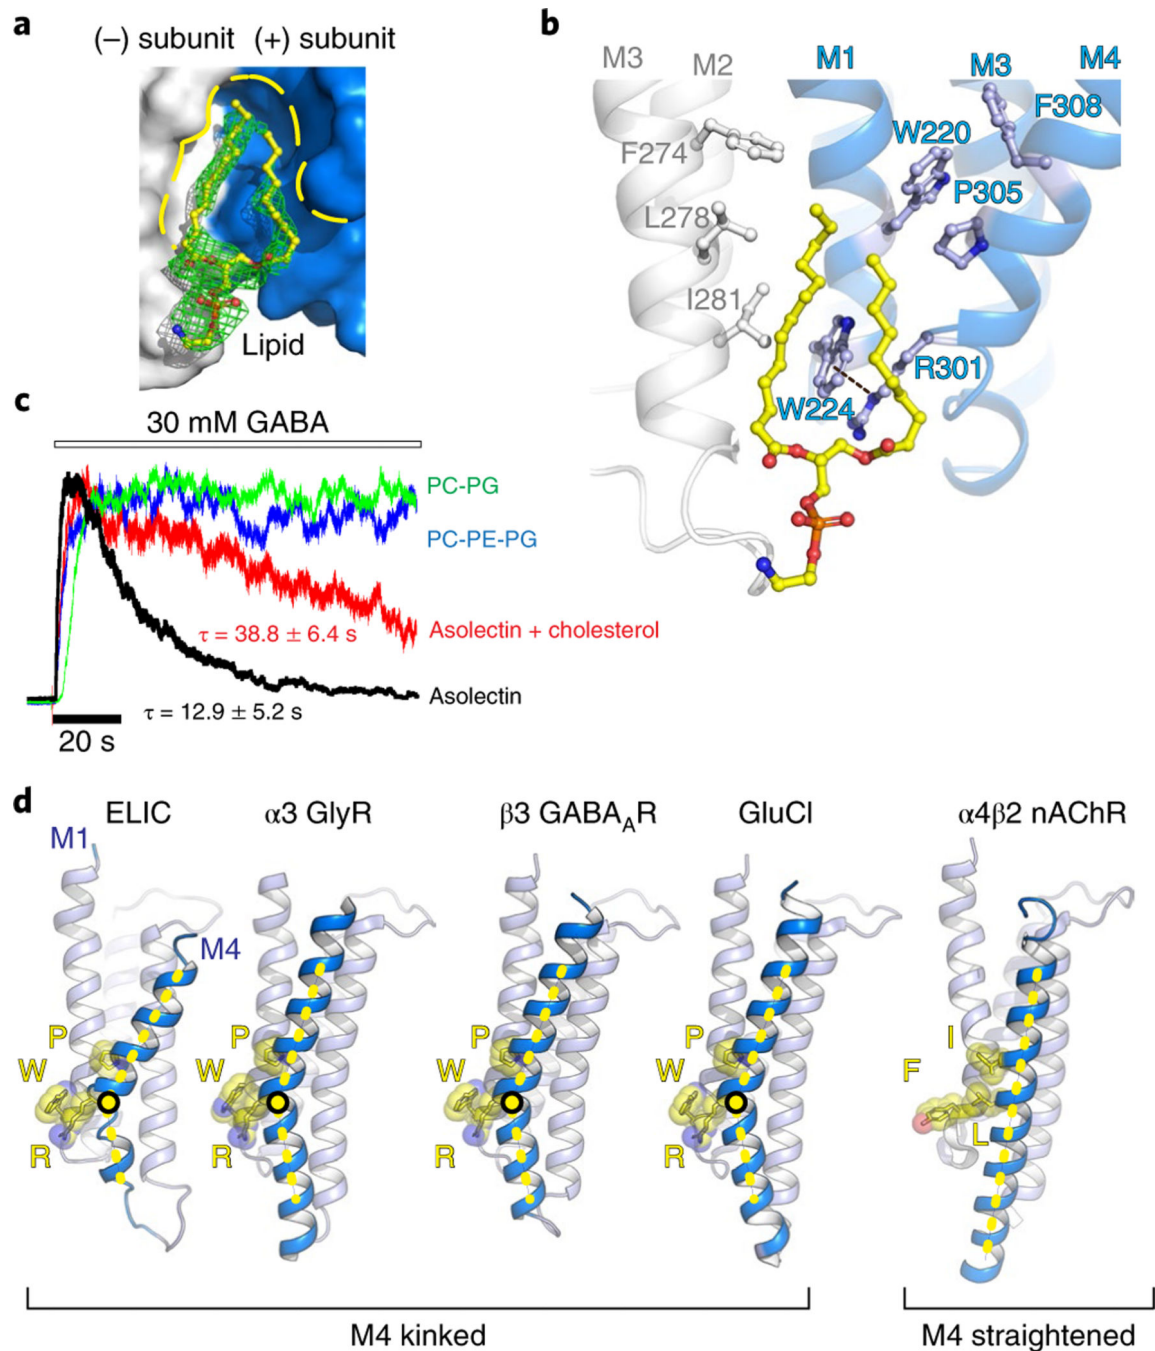 a
(−) subunit (+) subunit
Lipid
b
M3 M2 M1 M3 M4
F308
W220
F274
P305
L278
I281
R301
W224
c
30 mM GABA
PC-PG
PC-PE-PG
Asolectin + cholesterol
τ = 38.8 ± 6.4 s
Asolectin
τ = 12.9 ± 5.2 s
20 s
d
ELIC α3 GlyR β3 GABA_AR GluCl α4β2 nAChR
M1
M4
P P P P I
W W W W F
R R R R L
M4 kinked M4 straightened